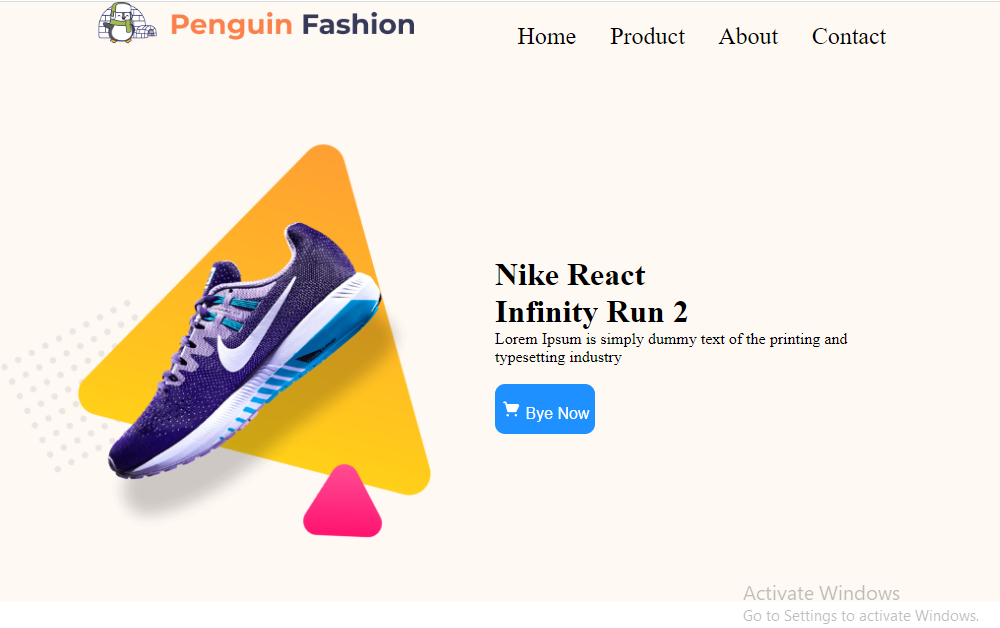 Penguin Fashion
Home Product About Contact
Nike React
Infinity Run 2
Lorem Ipsum is simply dummy text of the printing and
typesetting industry
Bye Now
Activate Windows
Go to Settings to activate Windows.